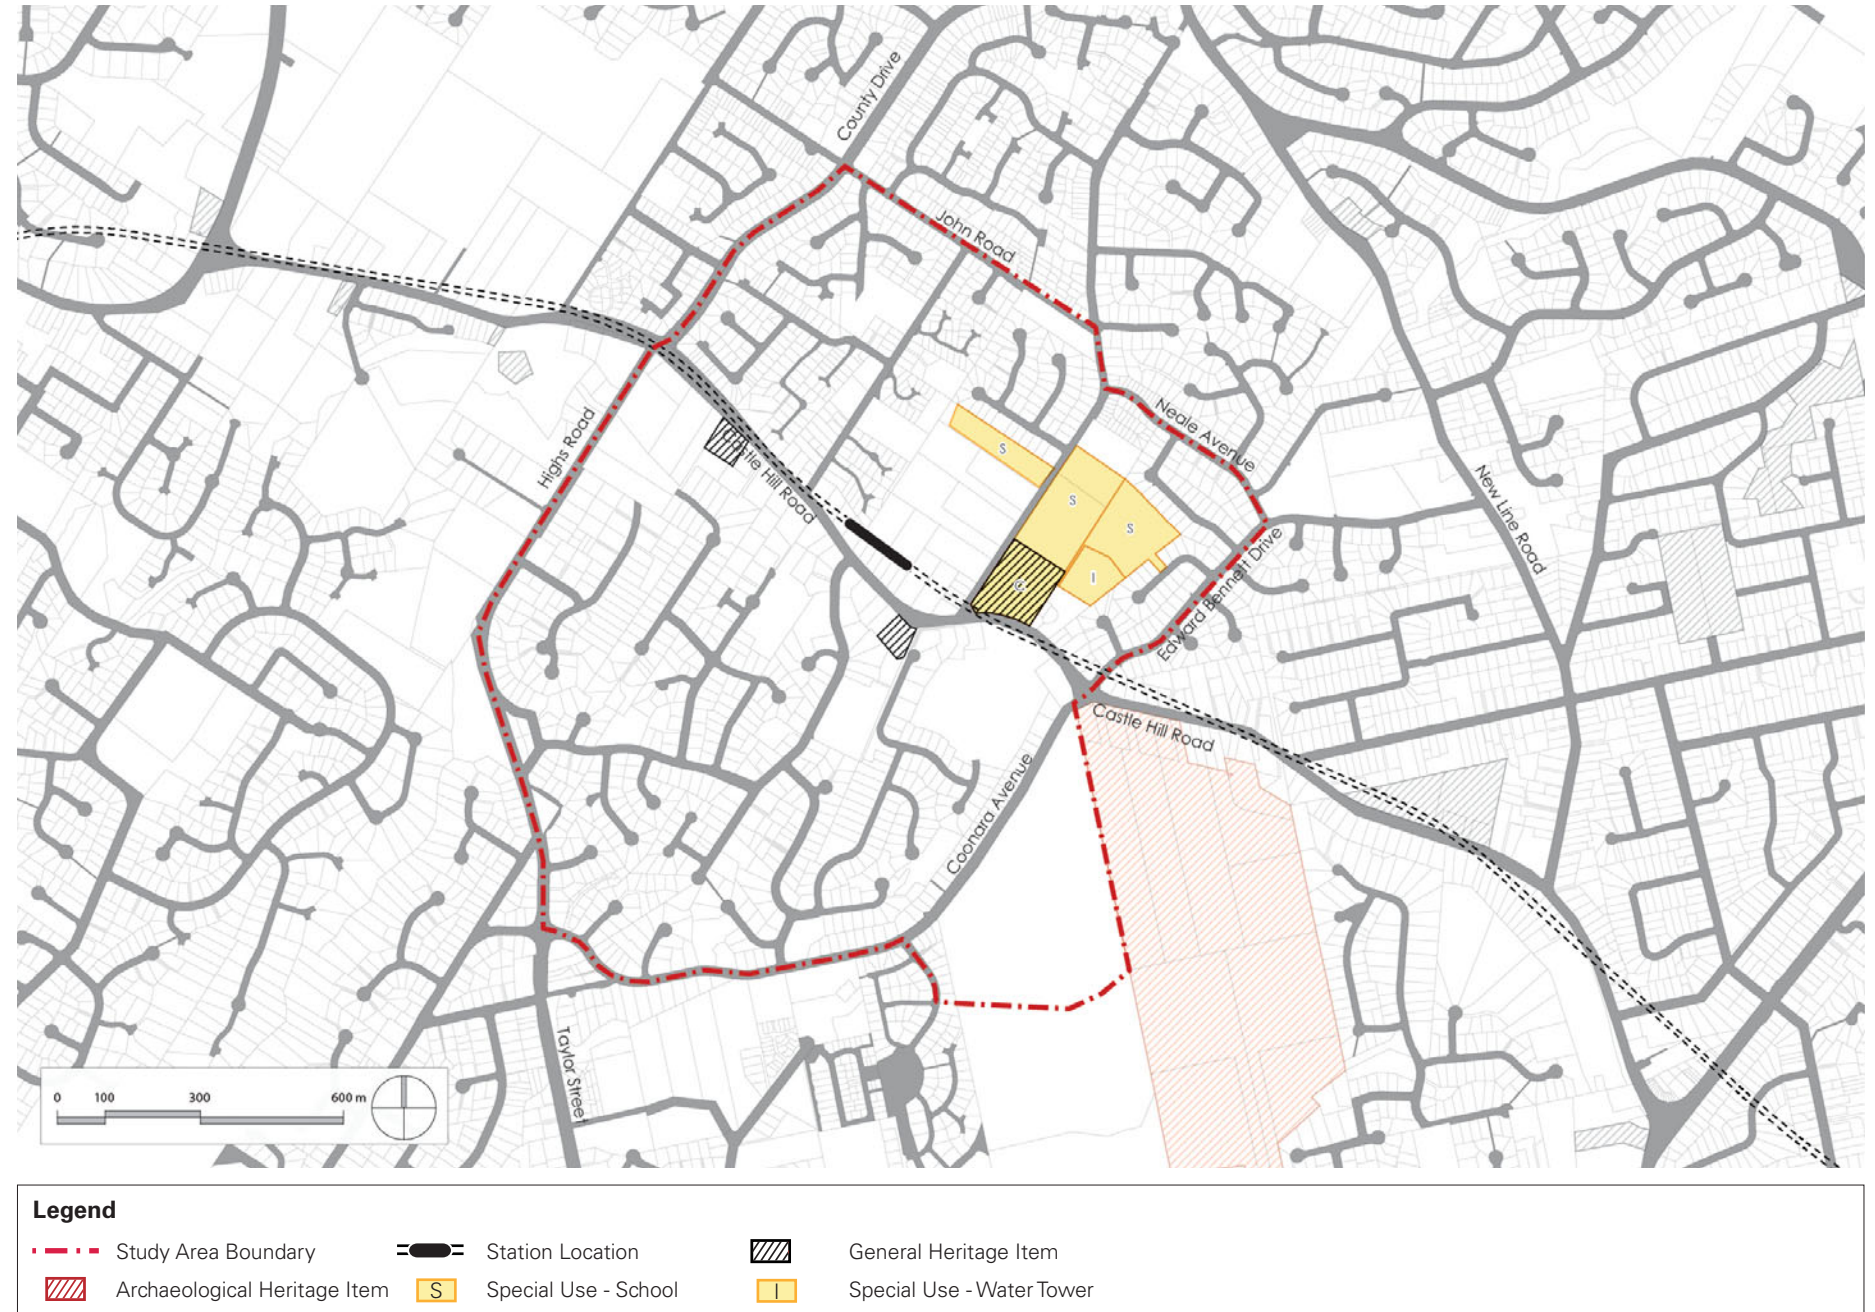 County Drive
John Road
Neale Avenue
Highs Road
Castle Hill Road
New Line Road
S
S
S
I
G
Edward Bennett Drive
Castle Hill Road
Coonara Avenue
Taylor Street
0 100 300 600 m
Legend
Study Area Boundary
Station Location
General Heritage Item
Archaeological Heritage Item
S
Special Use - School
I
Special Use - Water Tower